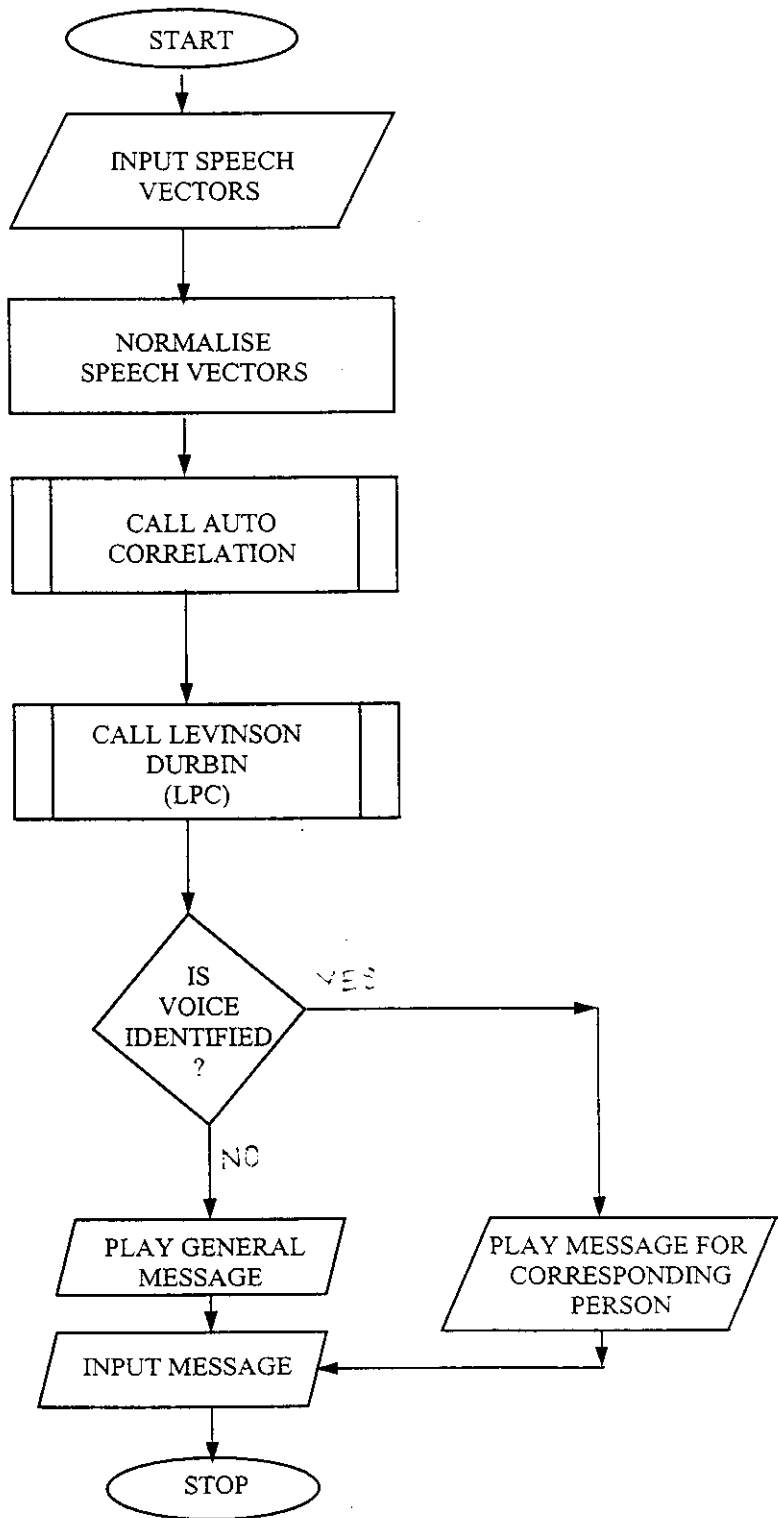 START
INPUT SPEECH
VECTORS
NORMALISE
SPEECH VECTORS
CALL AUTO
CORRELATION
CALL LEVINSON
DURBIN
(LPC)
IS
VOICE
IDENTIFIED
?
YES
NO
PLAY GENERAL
MESSAGE
PLAY MESSAGE FOR
CORRESPONDING
PERSON
INPUT MESSAGE
STOP